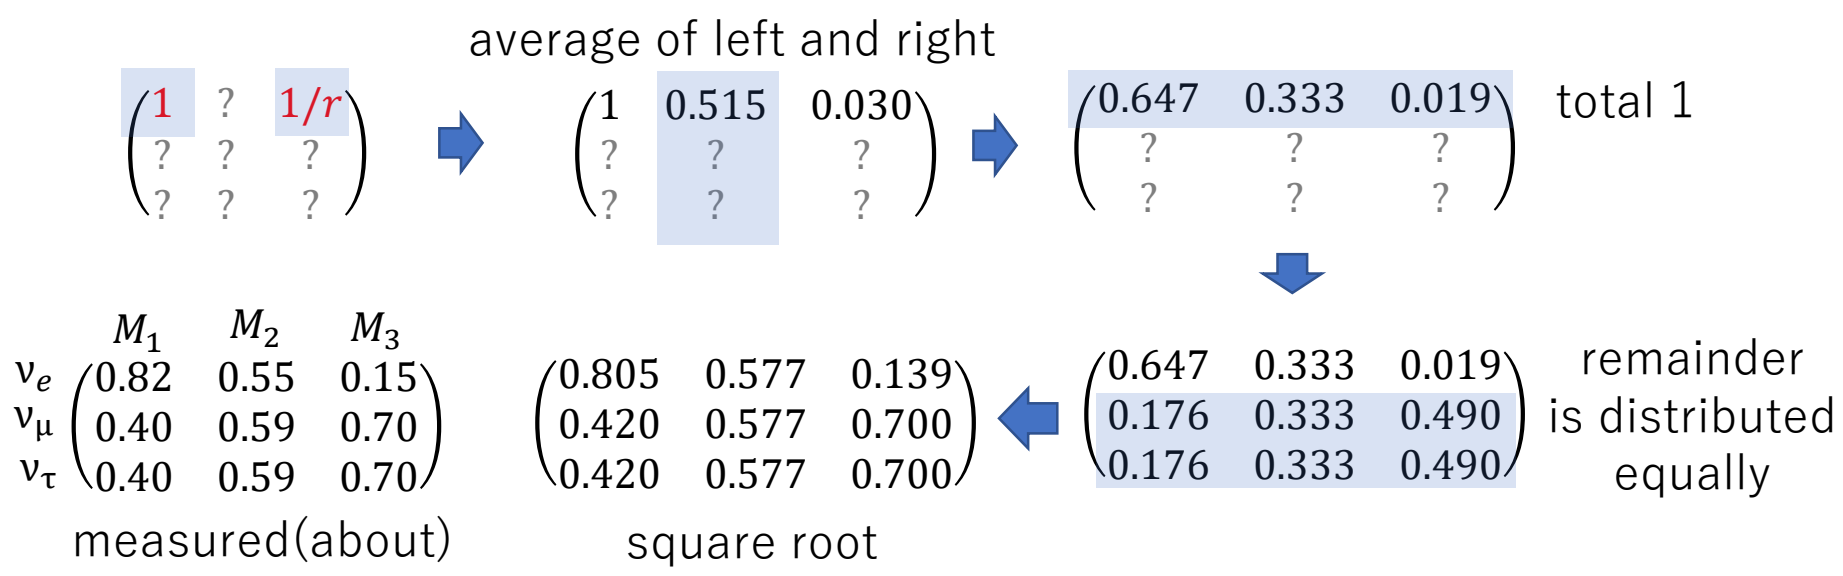 average of left and right
1 ? 1/r
? ? ?
? ? ?
1 0.515 0.030
? ? ?
? ? ?
0.647 0.333 0.019
? ? ?
? ? ?
total 1
M₁ M₂ M₃
νₑ 0.82 0.55 0.15
ν_μ 0.40 0.59 0.70
ν_τ 0.40 0.59 0.70
measured(about)
0.805 0.577 0.139
0.420 0.577 0.700
0.420 0.577 0.700
square root
0.647 0.333 0.019
0.176 0.333 0.490
0.176 0.333 0.490
remainder
is distributed
equally